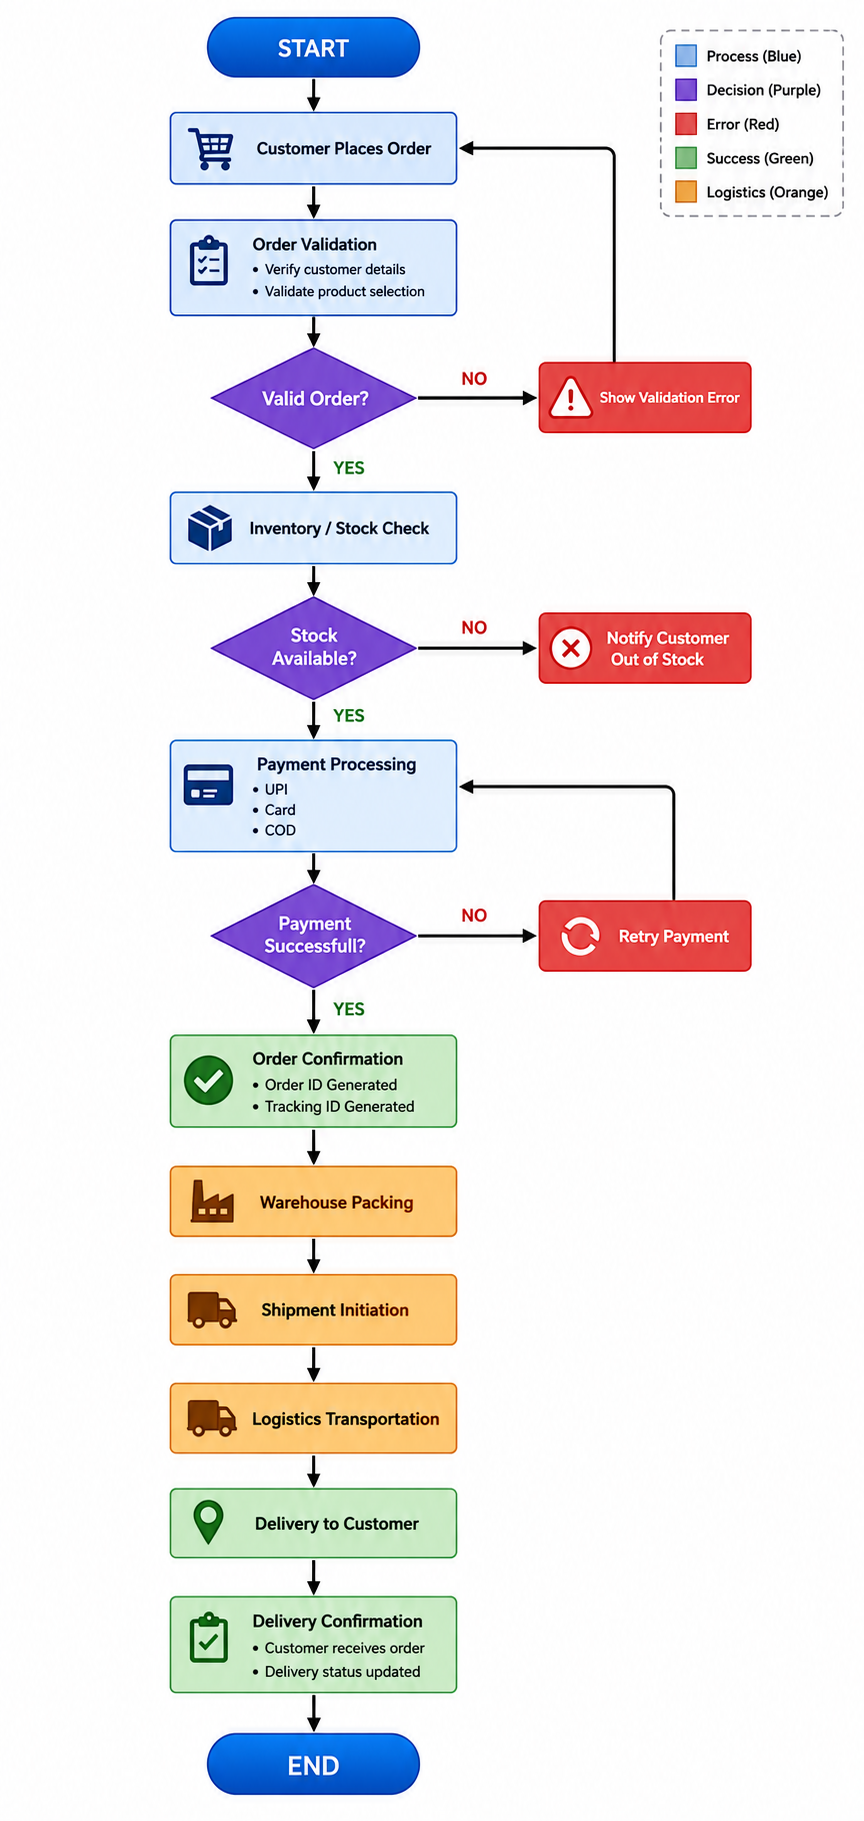 START
Process (Blue)
Decision (Purple)
Error (Red)
Success (Green)
Logistics (Orange)
Customer Places Order
Order Validation
• Verify customer details
• Validate product selection
Valid Order?
NO
Show Validation Error
YES
Inventory / Stock Check
Stock
Available?
NO
Notify Customer
Out of Stock
YES
Payment Processing
• UPI
• Card
• COD
Payment
Successfull?
NO
Retry Payment
YES
Order Confirmation
• Order ID Generated
• Tracking ID Generated
Warehouse Packing
Shipment Initiation
Logistics Transportation
Delivery to Customer
Delivery Confirmation
• Customer receives order
• Delivery status updated
END